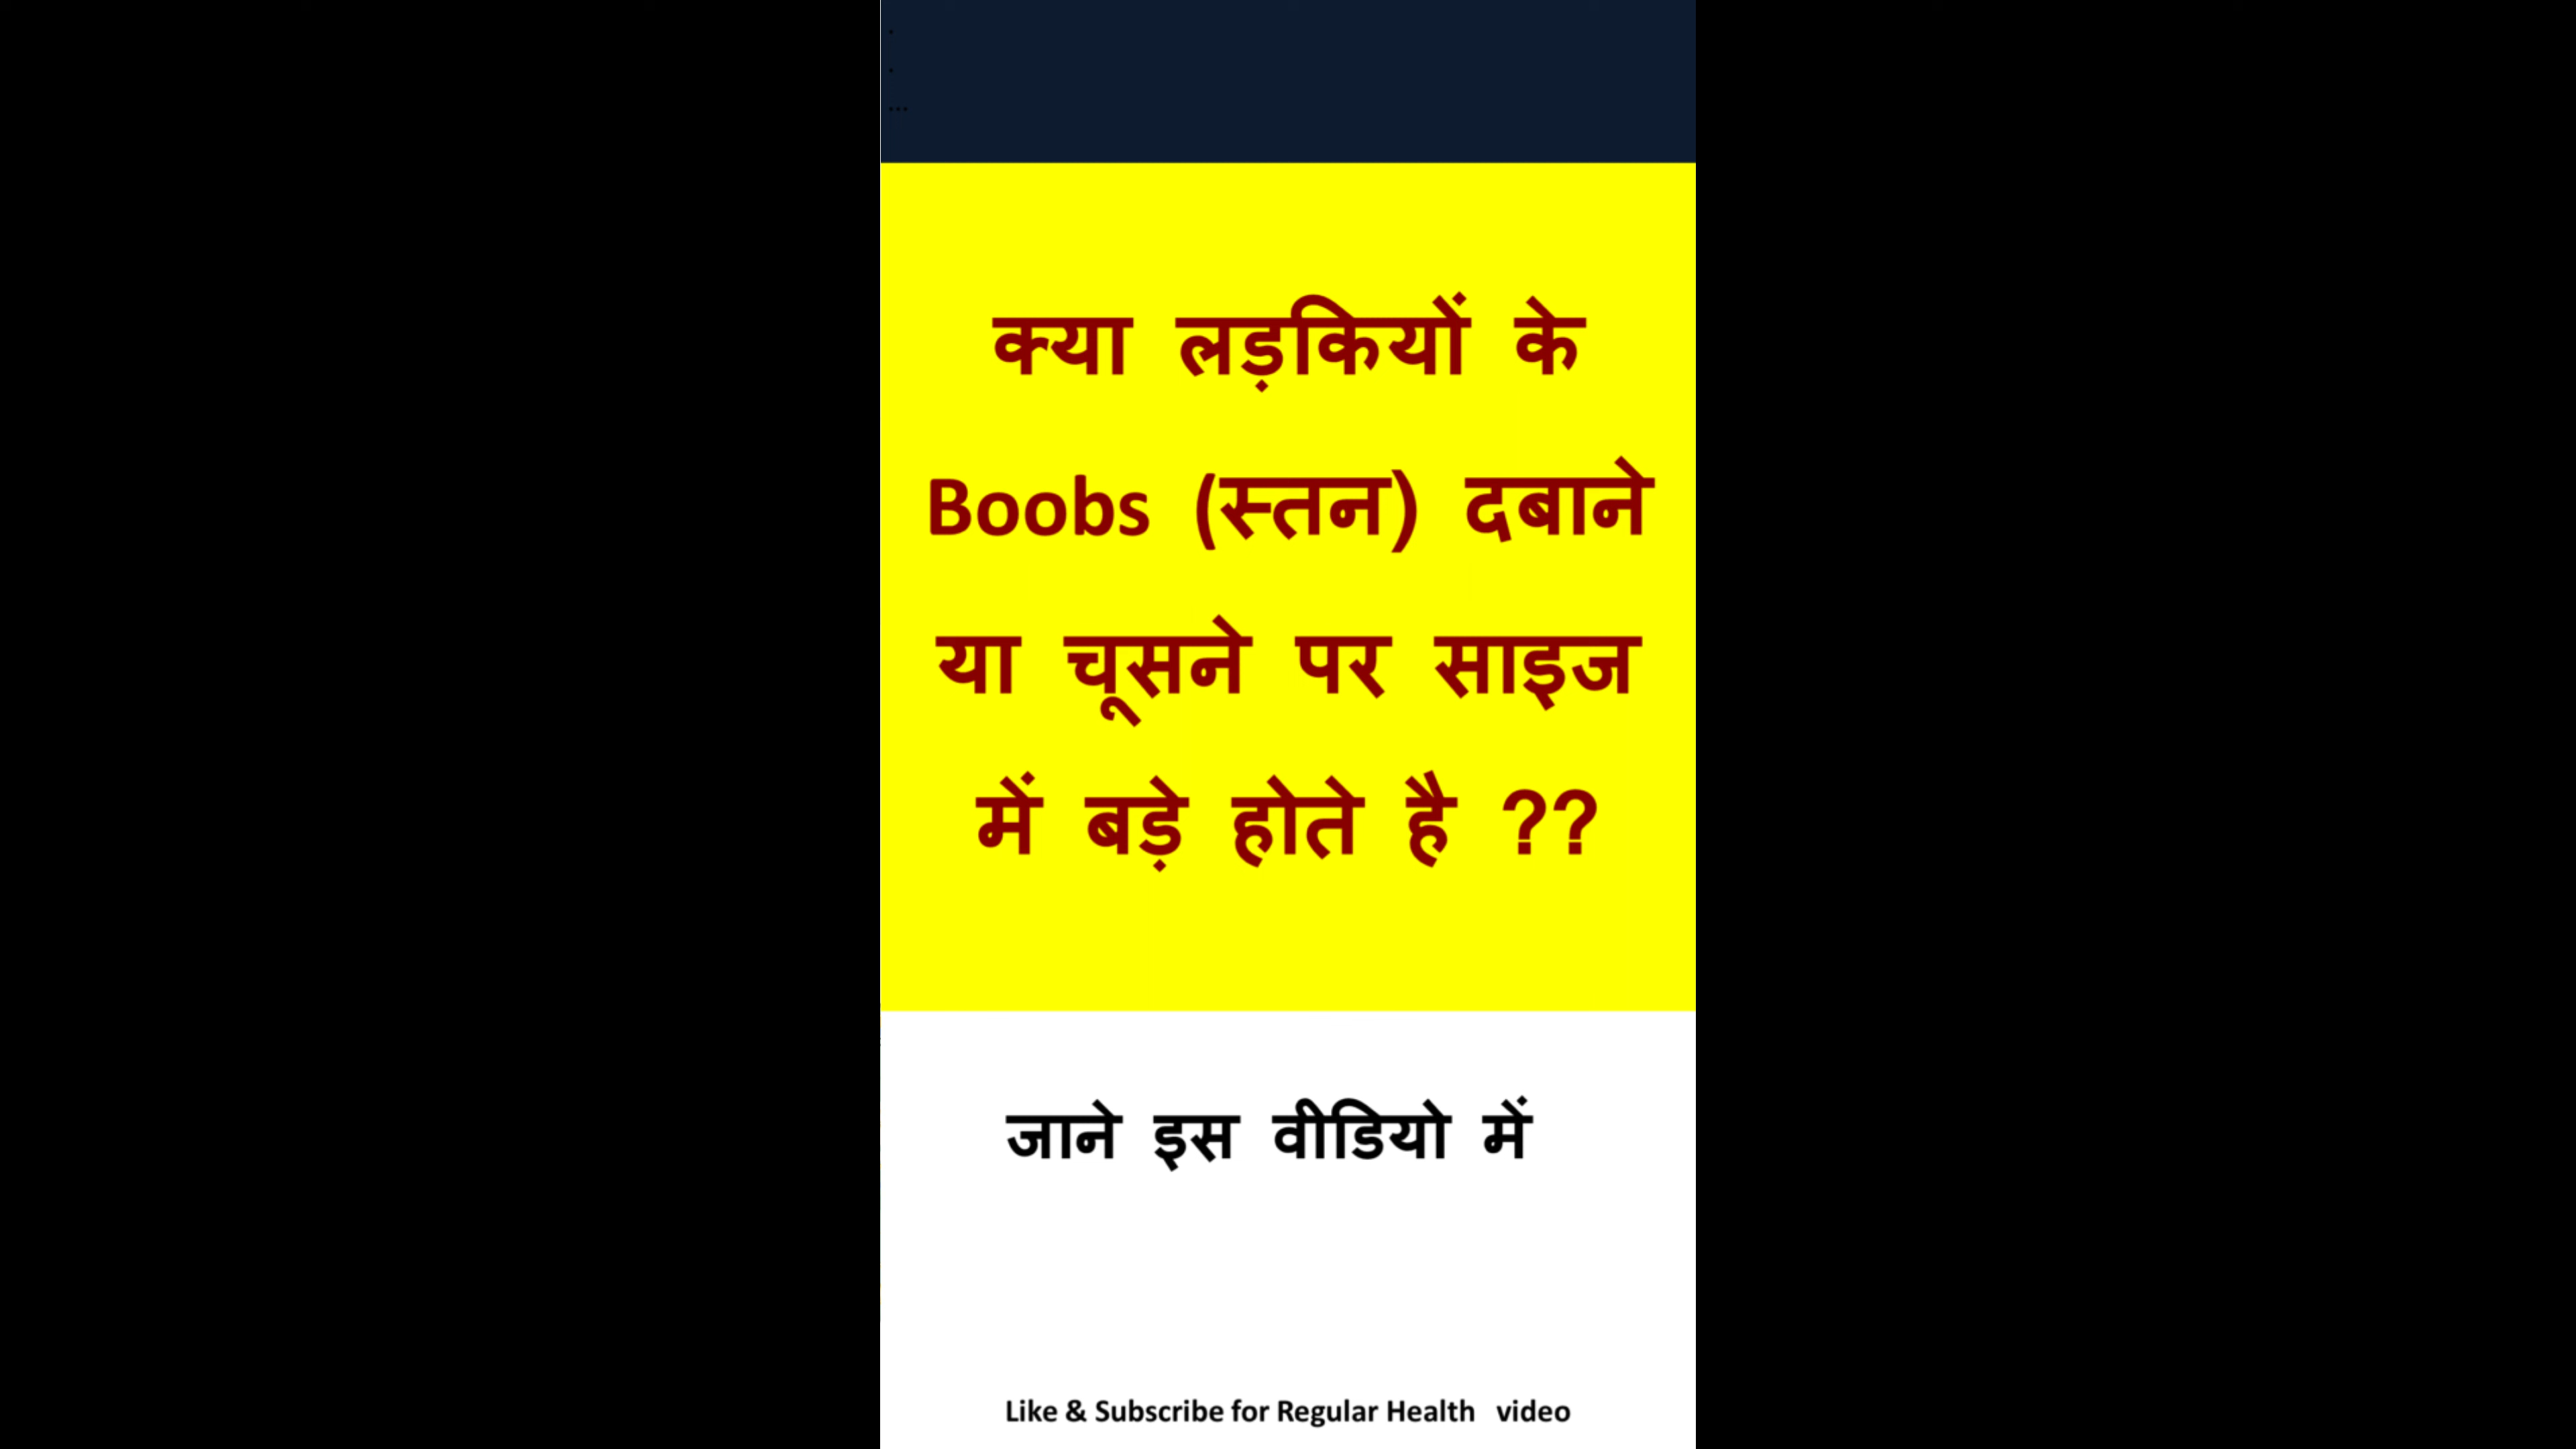 .
.
...
क्या लड़कियों के
Boobs (स्तन) दबाने
या चूसने पर साइज
में बड़े होते है ??
जाने इस वीडियो में
Like & Subscribe for Regular Health video